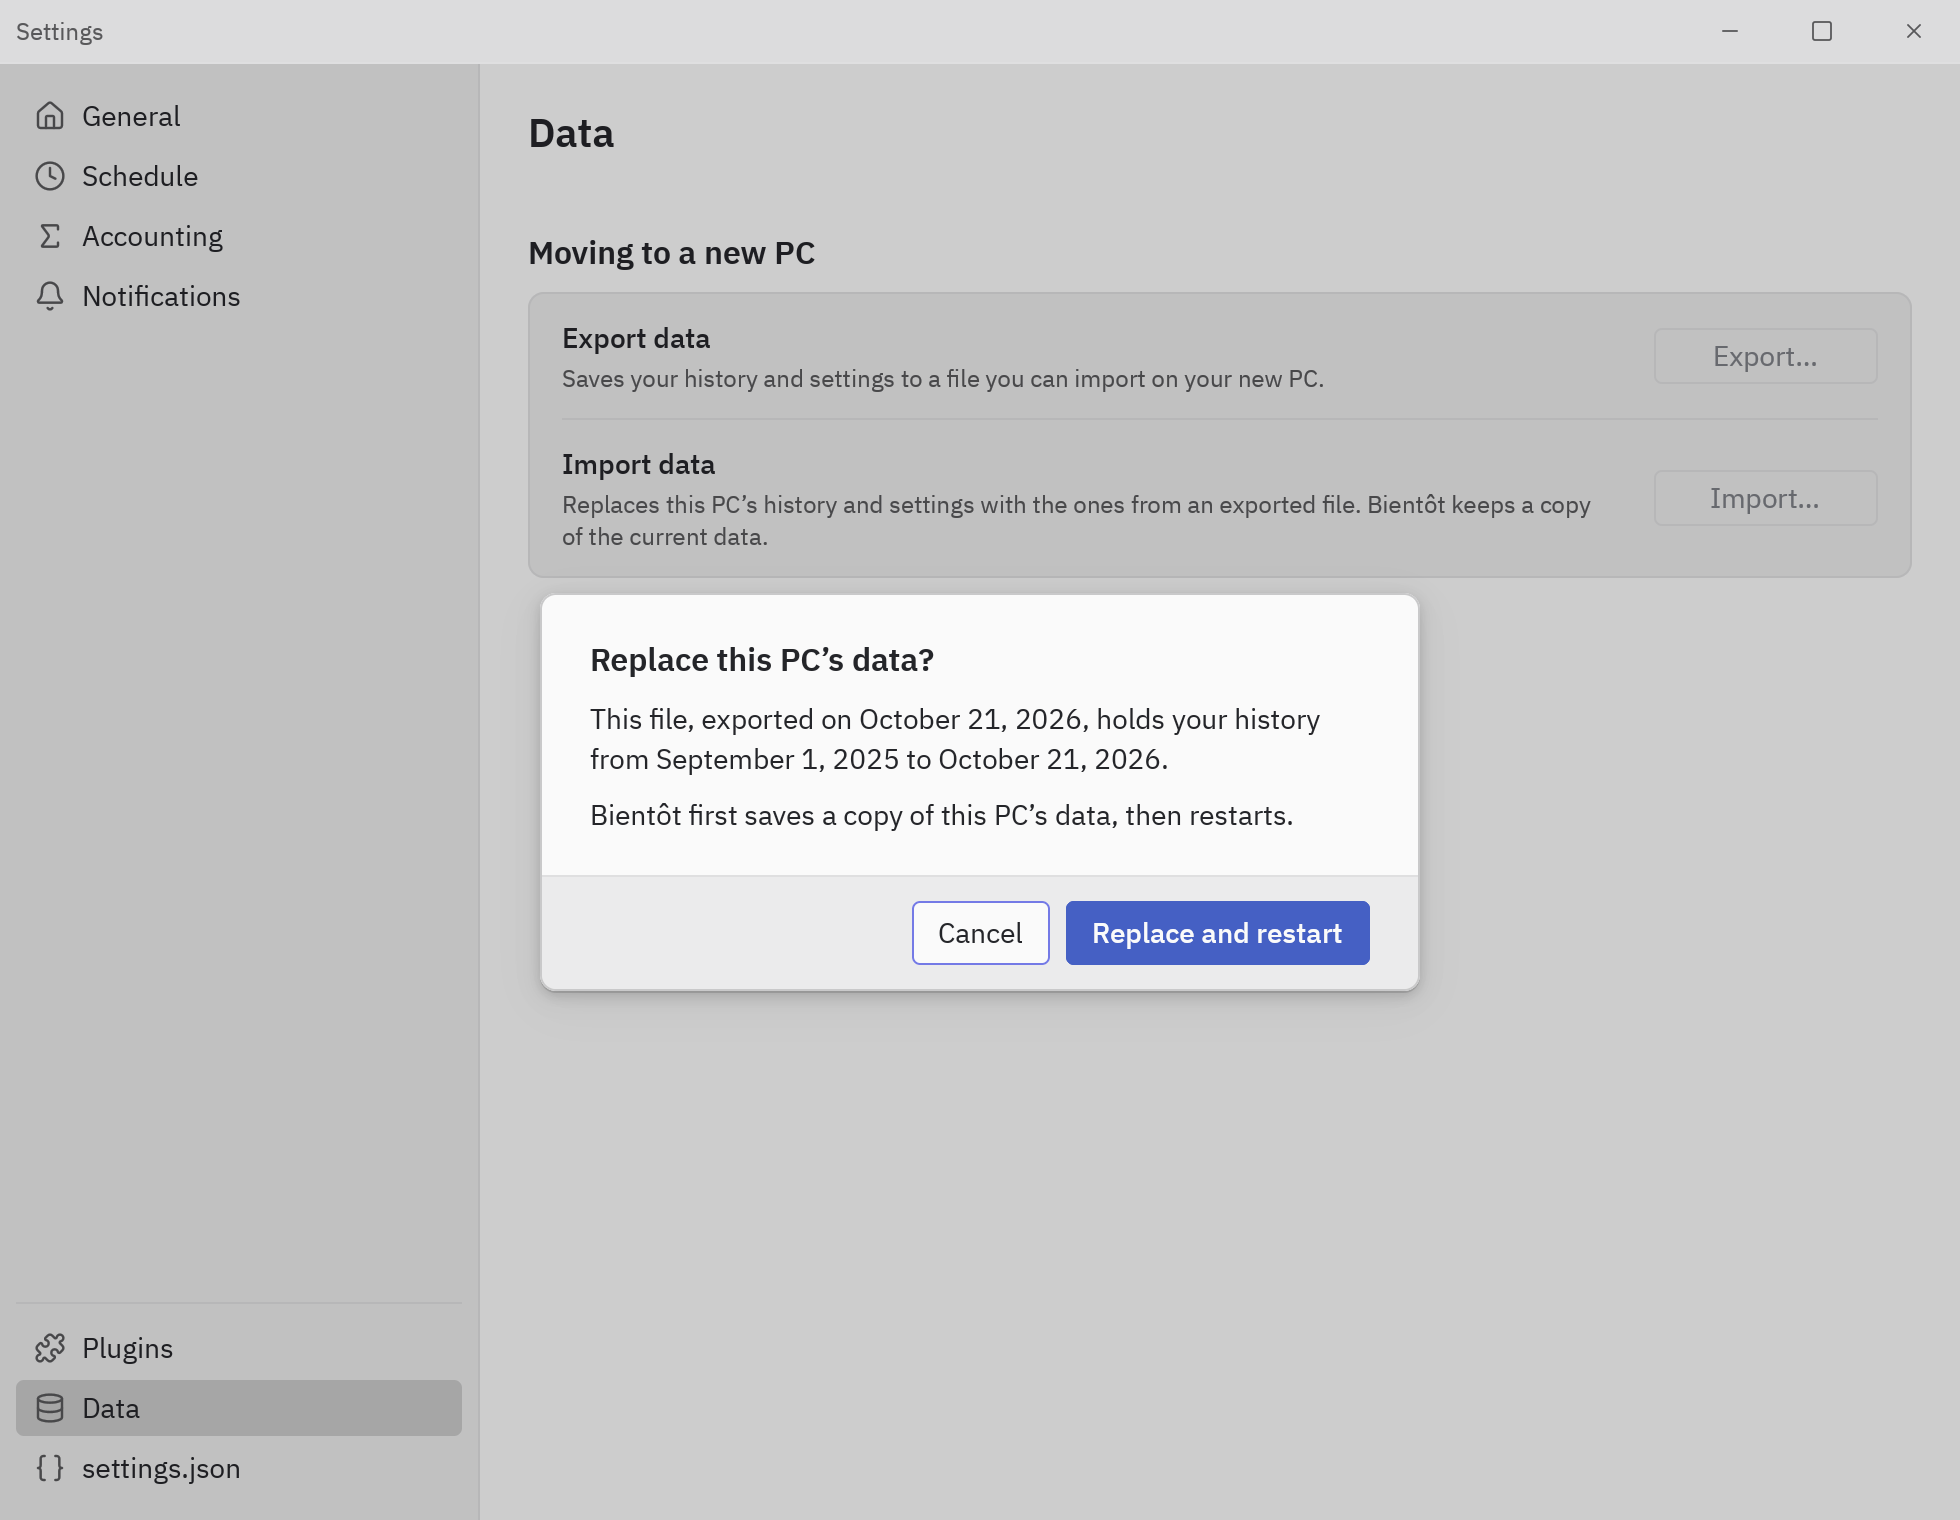 Settings
General
Schedule
Accounting
Notifications
Plugins
Data
settings.json
Data
Moving to a new PC
Export data
Saves your history and settings to a file you can import on your new PC.
Export…
Import data
Replaces this PC’s history and settings with the ones from an exported file. Bientôt keeps a copy
of the current data.
Import…
Replace this PC’s data?
This file, exported on October 21, 2026, holds your history
from September 1, 2025 to October 21, 2026.
Bientôt first saves a copy of this PC’s data, then restarts.
Cancel
Replace and restart